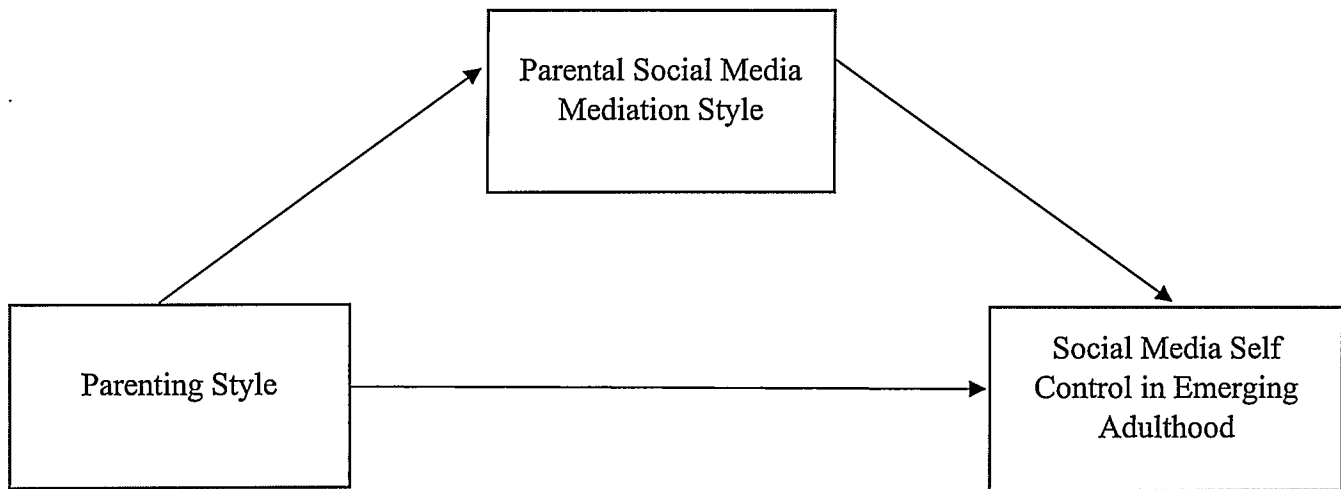 Parental Social Media
Mediation Style
Parenting Style
Social Media Self
Control in Emerging
Adulthood